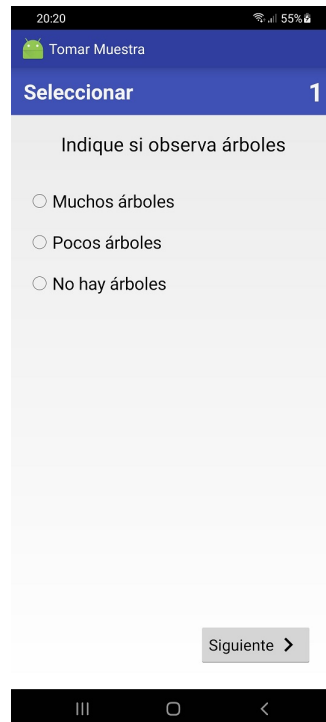 20:20 55%
Tomar Muestra
Seleccionar 1
Indique si observa árboles
Muchos árboles
Pocos árboles
No hay árboles
Siguiente